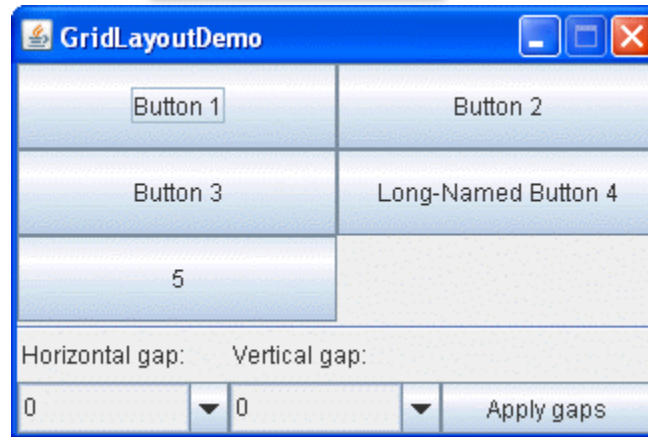 GridLayoutDemo
Button 1 Button 2
Button 3 Long-Named Button 4
5
Horizontal gap: Vertical gap:
0 0 Apply gaps